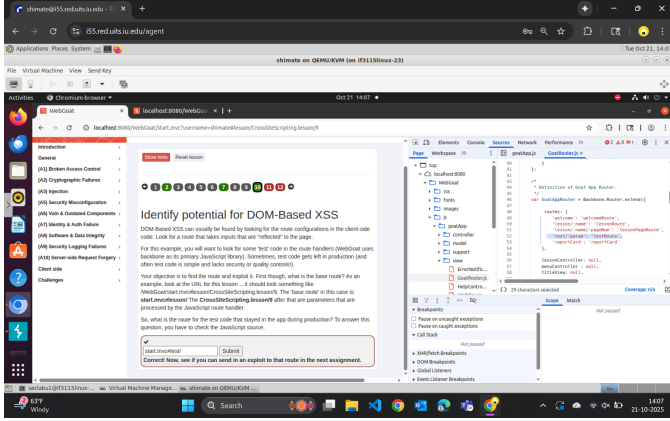 shimate@i55.red.uits.iu.edu - T
i55.red.uits.iu.edu/agent
Applications Places System
Tue Oct 21, 14:0
shimate on QEMU/KVM (on if3115linux-23)
File Virtual Machine View Send Key
Activities
Chromium-browser
Oct 21 14:07
WebGoat
localhost:8080/WebGoa
localhost:8080/WebGoat/start.mvc?username=shimate#lesson/CrossSiteScripting.lesson/9
Introduction
General
(A1) Broken Access Control
(A2) Cryptographic Failures
(A3) Injection
(A5) Security Misconfiguration
(A6) Vuln & Outdated Components
(A7) Identity & Auth Failure
(A8) Software & Data Integrity
(A9) Security Logging Failures
(A10) Server-side Request Forgery
Client side
Challenges
Show hints Reset lesson
1 2 3 4 5 6 7 8 9 10 11 12
Identify potential for DOM-Based XSS
DOM-Based XSS can usually be found by looking for the route configurations in the client-side
code. Look for a route that takes inputs that are "reflected" to the page.
For this example, you will want to look for some 'test' code in the route handlers (WebGoat uses
backbone as its primary JavaScript library). Sometimes, test code gets left in production (and
often test code is simple and lacks security or quality controls!).
Your objective is to find the route and exploit it. First though, what is the base route? As an
example, look at the URL for this lesson ...it should look something like
/WebGoat/start.mvc#lesson/CrossSiteScripting.lesson/9. The 'base route' in this case is:
start.mvc#lesson/ The CrossSiteScripting.lesson/9 after that are parameters that are
processed by the JavaScript route handler.
So, what is the route for the test code that stayed in the app during production? To answer this
question, you have to check the JavaScript source.
start.mvc#test/ Submit
Correct! Now, see if you can send in an exploit to that route in the next assignment.
Elements Console Sources Network Performance
Page Workspace
goatApp.js GoatRouter.js
top
localhost:8080
WebGoat
css
fonts
images
js
goatApp
controller
model
support
view
ErrorNotific...
GoatRouter.js
HelpContro...
40 }
41 });
/*
* Definition of Goat App Router.
*/
var GoatAppRouter = Backbone.Router.extend({
routes: {
'welcome': 'welcomeRoute',
'lesson/:name': 'lessonRoute',
'lesson/:name/:pageNum': 'lessonPageRoute',
'test/:param': 'testRoute',
'reportCard': 'reportCard'
},
lessonController: null,
menuController : null,
titleView: null,
29 characters selected
Coverage: n/a
Scope Watch
Not paused
Breakpoints
Pause on uncaught exceptions
Pause on caught exceptions
Call Stack
Not paused
XHR/fetch Breakpoints
DOM Breakpoints
Global Listeners
Event Listener Breakpoints
seclabs1@if3115linux-...
Virtual Machine Manage...
shimate on QEMU/KVM ...
63°F
Windy
Search
14:07
21-10-2025